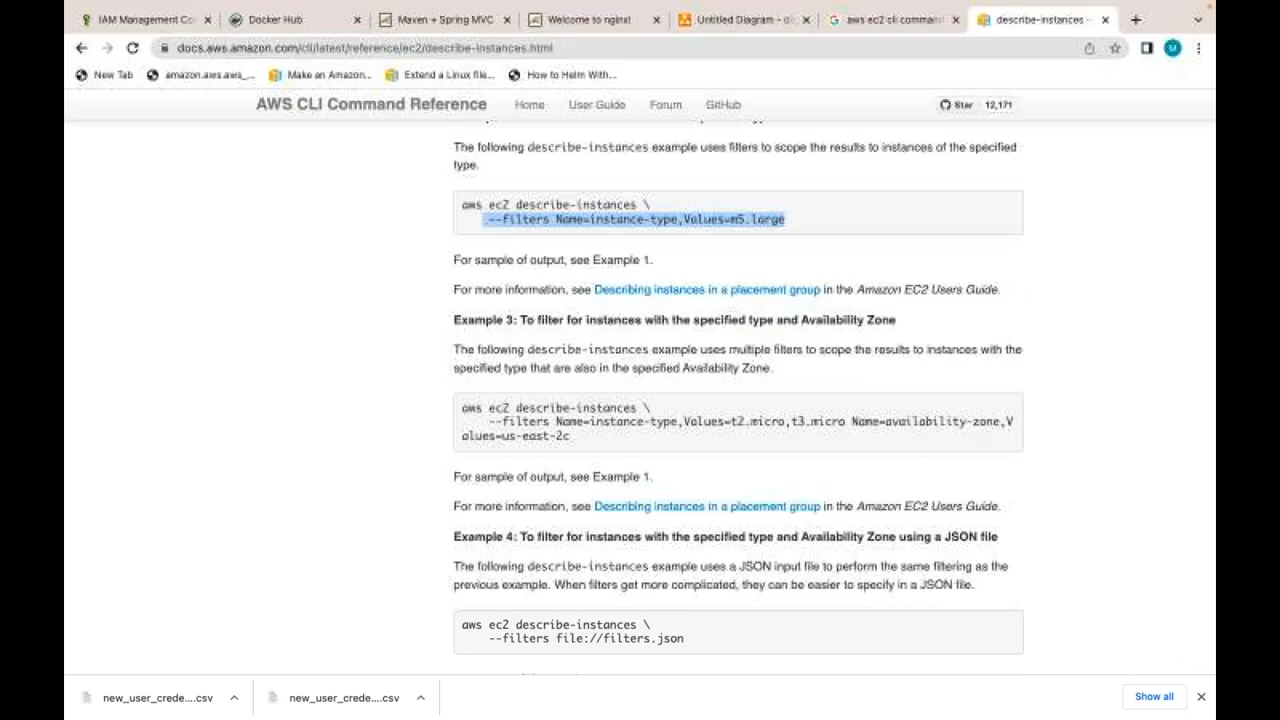 IAM Management Co
Docker Hub
Maven + Spring MVC
Welcome to nginx!
Untitled Diagram - d
aws ec2 cli command
describe-instances –
docs.aws.amazon.com/cli/latest/reference/ec2/describe-instances.html
New Tab
amazon.aws.aws_...
Make an Amazon...
Extend a Linux file...
How to Helm With...
AWS CLI Command Reference
Home
User Guide
Forum
GitHub
Star
12,171
The following describe-instances example uses filters to scope the results to instances of the specified
type.
aws ec2 describe-instances \
--filters Name=instance-type,Values=m5.large
For sample of output, see Example 1.
For more information, see Describing instances in a placement group in the Amazon EC2 Users Guide.
Example 3: To filter for instances with the specified type and Availability Zone
The following describe-instances example uses multiple filters to scope the results to instances with the
specified type that are also in the specified Availability Zone.
aws ec2 describe-instances \
--filters Name=instance-type,Values=t2.micro,t3.micro Name=availability-zone,V
alues=us-east-2c
For sample of output, see Example 1.
For more information, see Describing instances in a placement group in the Amazon EC2 Users Guide.
Example 4: To filter for instances with the specified type and Availability Zone using a JSON file
The following describe-instances example uses a JSON input file to perform the same filtering as the
previous example. When filters get more complicated, they can be easier to specify in a JSON file.
aws ec2 describe-instances \
--filters file://filters.json
new_user_crede....csv
new_user_crede....csv
Show all